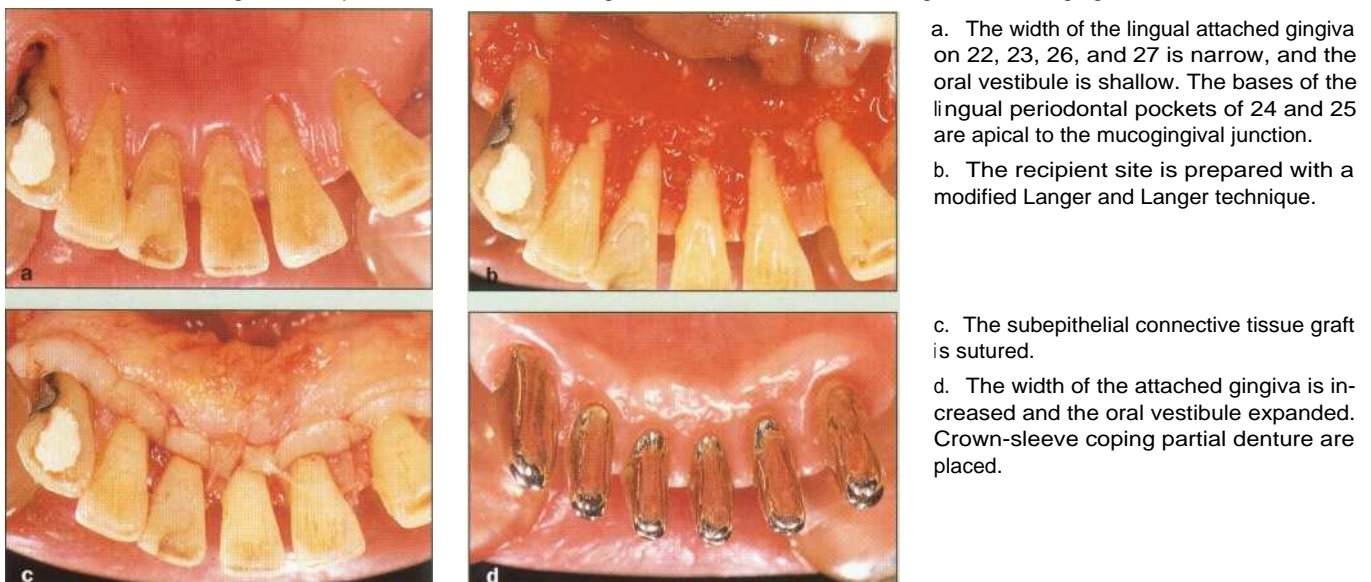 a. The width of the lingual attached gingiva
on 22, 23, 26, and 27 is narrow, and the
oral vestibule is shallow. The bases of the
lingual periodontal pockets of 24 and 25
are apical to the mucogingival junction.
b. The recipient site is prepared with a
modified Langer and Langer technique.
a
b
c. The subepithelial connective tissue graft
is sutured.
d. The width of the attached gingiva is in-
creased and the oral vestibule expanded.
Crown-sleeve coping partial denture are
placed.
c
d